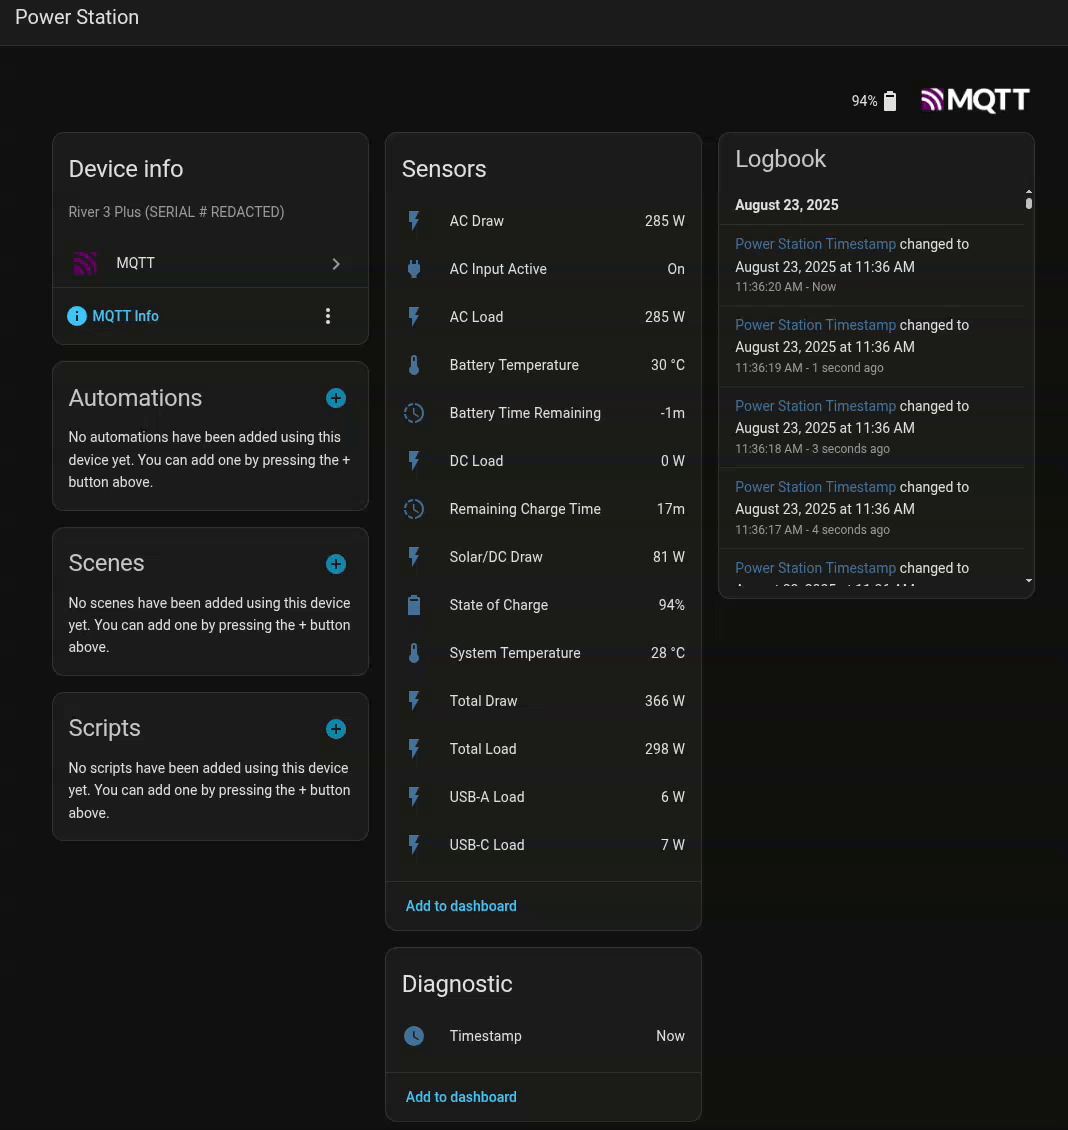 Power Station
94%
MQTT
Device info
River 3 Plus (SERIAL # REDACTED)
MQTT
MQTT Info
Automations
No automations have been added using this
device yet. You can add one by pressing the +
button above.
Scenes
No scenes have been added using this device
yet. You can add one by pressing the + button
above.
Scripts
No scripts have been added using this device
yet. You can add one by pressing the + button
above.
Sensors
AC Draw 285 W
AC Input Active On
AC Load 285 W
Battery Temperature 30 °C
Battery Time Remaining -1m
DC Load 0 W
Remaining Charge Time 17m
Solar/DC Draw 81 W
State of Charge 94%
System Temperature 28 °C
Total Draw 366 W
Total Load 298 W
USB-A Load 6 W
USB-C Load 7 W
Add to dashboard
Diagnostic
Timestamp Now
Add to dashboard
Logbook
August 23, 2025
Power Station Timestamp changed to
August 23, 2025 at 11:36 AM
11:36:20 AM - Now
Power Station Timestamp changed to
August 23, 2025 at 11:36 AM
11:36:19 AM - 1 second ago
Power Station Timestamp changed to
August 23, 2025 at 11:36 AM
11:36:18 AM - 3 seconds ago
Power Station Timestamp changed to
August 23, 2025 at 11:36 AM
11:36:17 AM - 4 seconds ago
Power Station Timestamp changed to